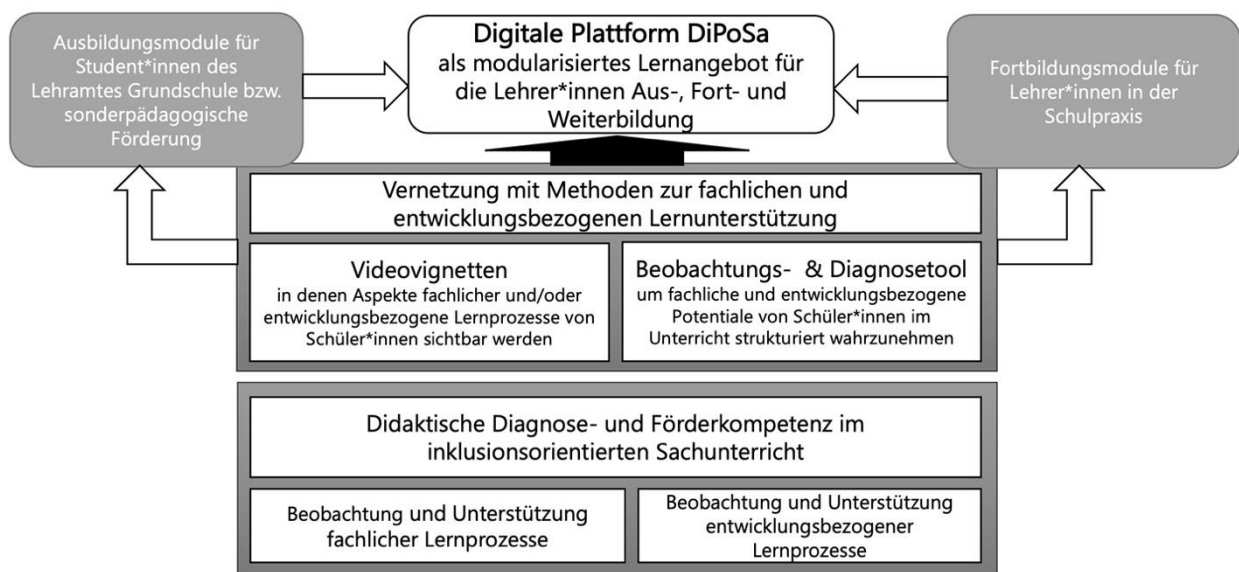 Ausbildungsmodule für
Student*innen des
Lehramtes Grundschule bzw.
sonderpädagogische
Förderung
Digitale Plattform DiPoSa
als modularisiertes Lernangebot für
die Lehrer*innen Aus-, Fort- und
Weiterbildung
Fortbildungsmodule für
Lehrer*innen in der
Schulpraxis
Vernetzung mit Methoden zur fachlichen und
entwicklungsbezogenen Lernunterstützung
Videovignetten
in denen Aspekte fachlicher und/oder
entwicklungsbezogene Lernprozesse von
Schüler*innen sichtbar werden
Beobachtungs- & Diagnosetool
um fachliche und entwicklungsbezogene
Potentiale von Schüler*innen im
Unterricht strukturiert wahrzunehmen
Didaktische Diagnose- und Förderkompetenz im
inklusionsorientierten Sachunterricht
Beobachtung und Unterstützung
fachlicher Lernprozesse
Beobachtung und Unterstützung
entwicklungsbezogener
Lernprozesse